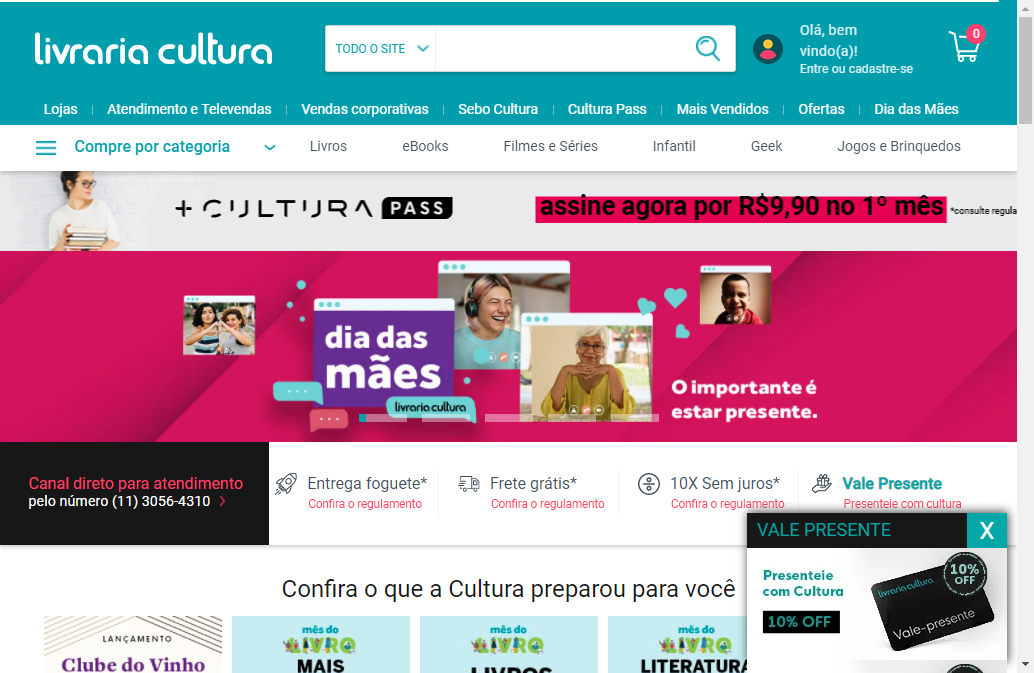 livraria cultura
TODO O SITE
Olá, bem
vindo(a)!
Entre ou cadastre-se
0
Lojas
Atendimento e Televendas
Vendas corporativas
Sebo Cultura
Cultura Pass
Mais Vendidos
Ofertas
Dia das Mães
Compre por categoria
Livros
eBooks
Filmes e Séries
Infantil
Geek
Jogos e Brinquedos
+ CULTURA PASS
assine agora por R$9,90 no 1º mês
*consulte regula
dia das
mães
livraria cultura
O importante é
estar presente.
Canal direto para atendimento
pelo número (11) 3056-4310
Entrega foguete*
Confira o regulamento
Frete grátis*
Confira o regulamento
10X Sem juros*
Confira o regulamento
Vale Presente
Presenteie com cultura
VALE PRESENTE
X
Presenteie
com Cultura
10% OFF
livraria cultura
Vale-presente
10%
OFF
Confira o que a Cultura preparou para você
LANÇAMENTO
Clube do Vinho
mês do
LIVRO
MAIS
mês do
LIVRO
LIVROS
mês do
LIVRO
LITERATURA